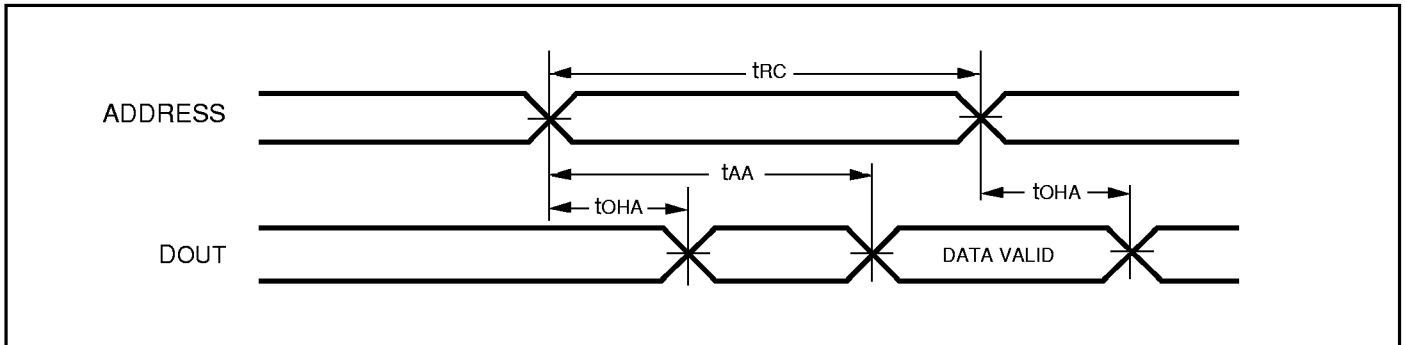 tRC
ADDRESS
tAA
tOHA
tOHA
DOUT
DATA VALID